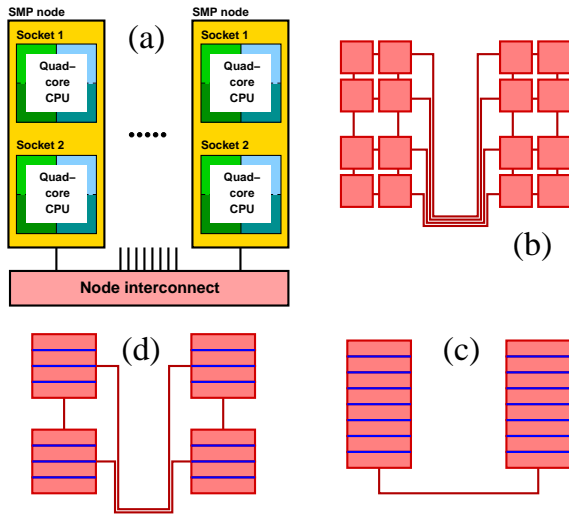 SMP node
Socket 1
Quad–
core
CPU
Socket 2
Quad–
core
CPU
(a)
SMP node
Socket 1
Quad–
core
CPU
Socket 2
Quad–
core
CPU
Node interconnect
(b)
(d)
(c)